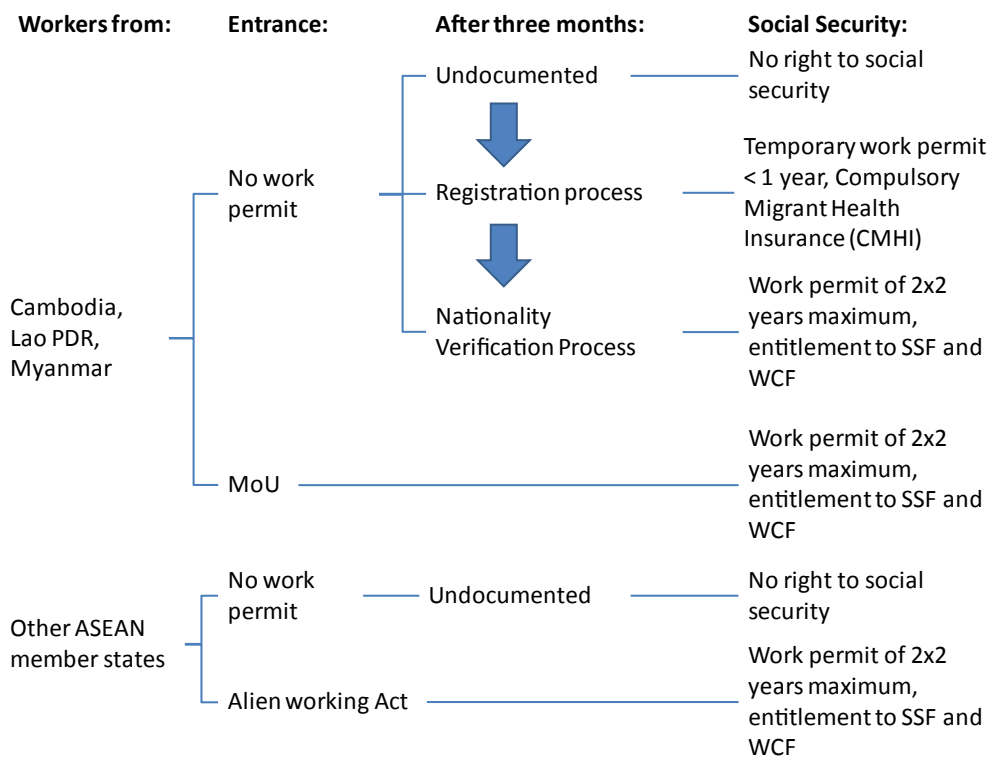 Workers from: Entrance: After three months: Social Security:
Undocumented
No right to social
security
No work
permit
Registration process
Temporary work permit
< 1 year, Compulsory
Migrant Health
Insurance (CMHI)
Cambodia,
Lao PDR,
Myanmar
Nationality
Verification Process
Work permit of 2x2
years maximum,
entitlement to SSF and
WCF
MoU
Work permit of 2x2
years maximum,
entitlement to SSF and
WCF
Other ASEAN
member states
No work
permit
Undocumented
No right to social
security
Alien working Act
Work permit of 2x2
years maximum,
entitlement to SSF and
WCF